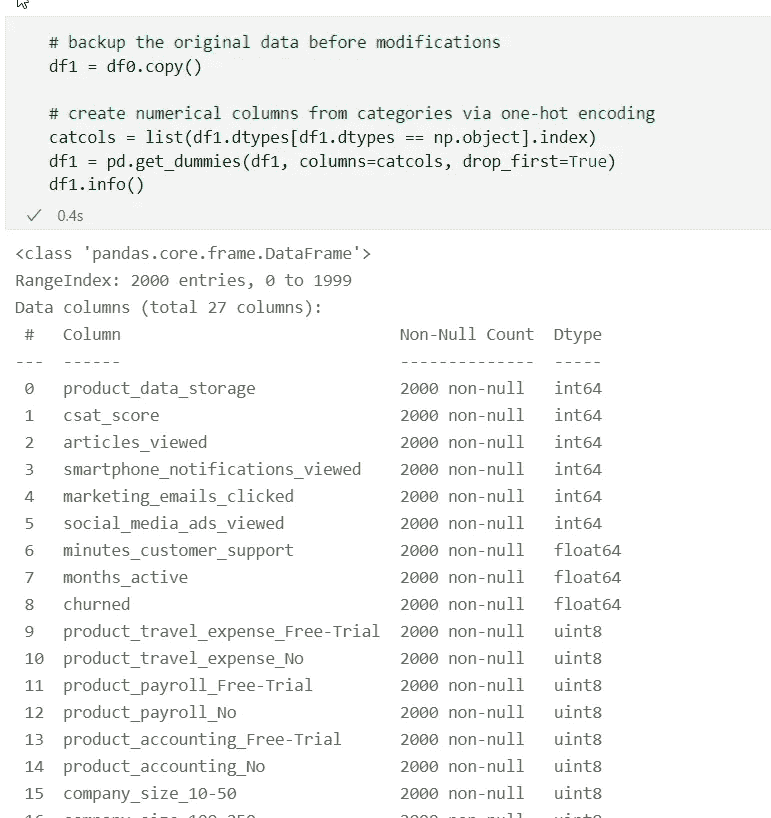 # backup the original data before modifications
df1 = df0.copy()
# create numerical columns from categories via one-hot encoding
catcols = list(df1.dtypes[df1.dtypes == np.object].index)
df1 = pd.get_dummies(df1, columns=catcols, drop_first=True)
df1.info()
✓ 0.4s
<class 'pandas.core.frame.DataFrame'>
RangeIndex: 2000 entries, 0 to 1999
Data columns (total 27 columns):
#   Column   Non-Null Count  Dtype
---  ------   --------------  -----
0   product_data_storage   2000 non-null   int64
1   csat_score   2000 non-null   int64
2   articles_viewed   2000 non-null   int64
3   smartphone_notifications_viewed   2000 non-null   int64
4   marketing_emails_clicked   2000 non-null   int64
5   social_media_ads_viewed   2000 non-null   int64
6   minutes_customer_support   2000 non-null   float64
7   months_active   2000 non-null   float64
8   churned   2000 non-null   float64
9   product_travel_expense_Free-Trial   2000 non-null   uint8
10  product_travel_expense_No   2000 non-null   uint8
11  product_payroll_Free-Trial   2000 non-null   uint8
12  product_payroll_No   2000 non-null   uint8
13  product_accounting_Free-Trial   2000 non-null   uint8
14  product_accounting_No   2000 non-null   uint8
15  company_size_10-50   2000 non-null   uint8